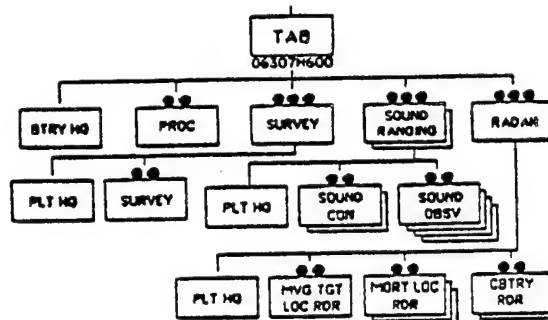 TAB
06307H600
BTRY HQ
PROC
SURVEY
SOUND
RANGING
RADAR
PLT HQ
SURVEY
PLT HQ
SOUND
CON
SOUND
OBSV
PLT HQ
MVG TGT
LOC RDR
MORT LOC
RDR
CBTRY
RDR